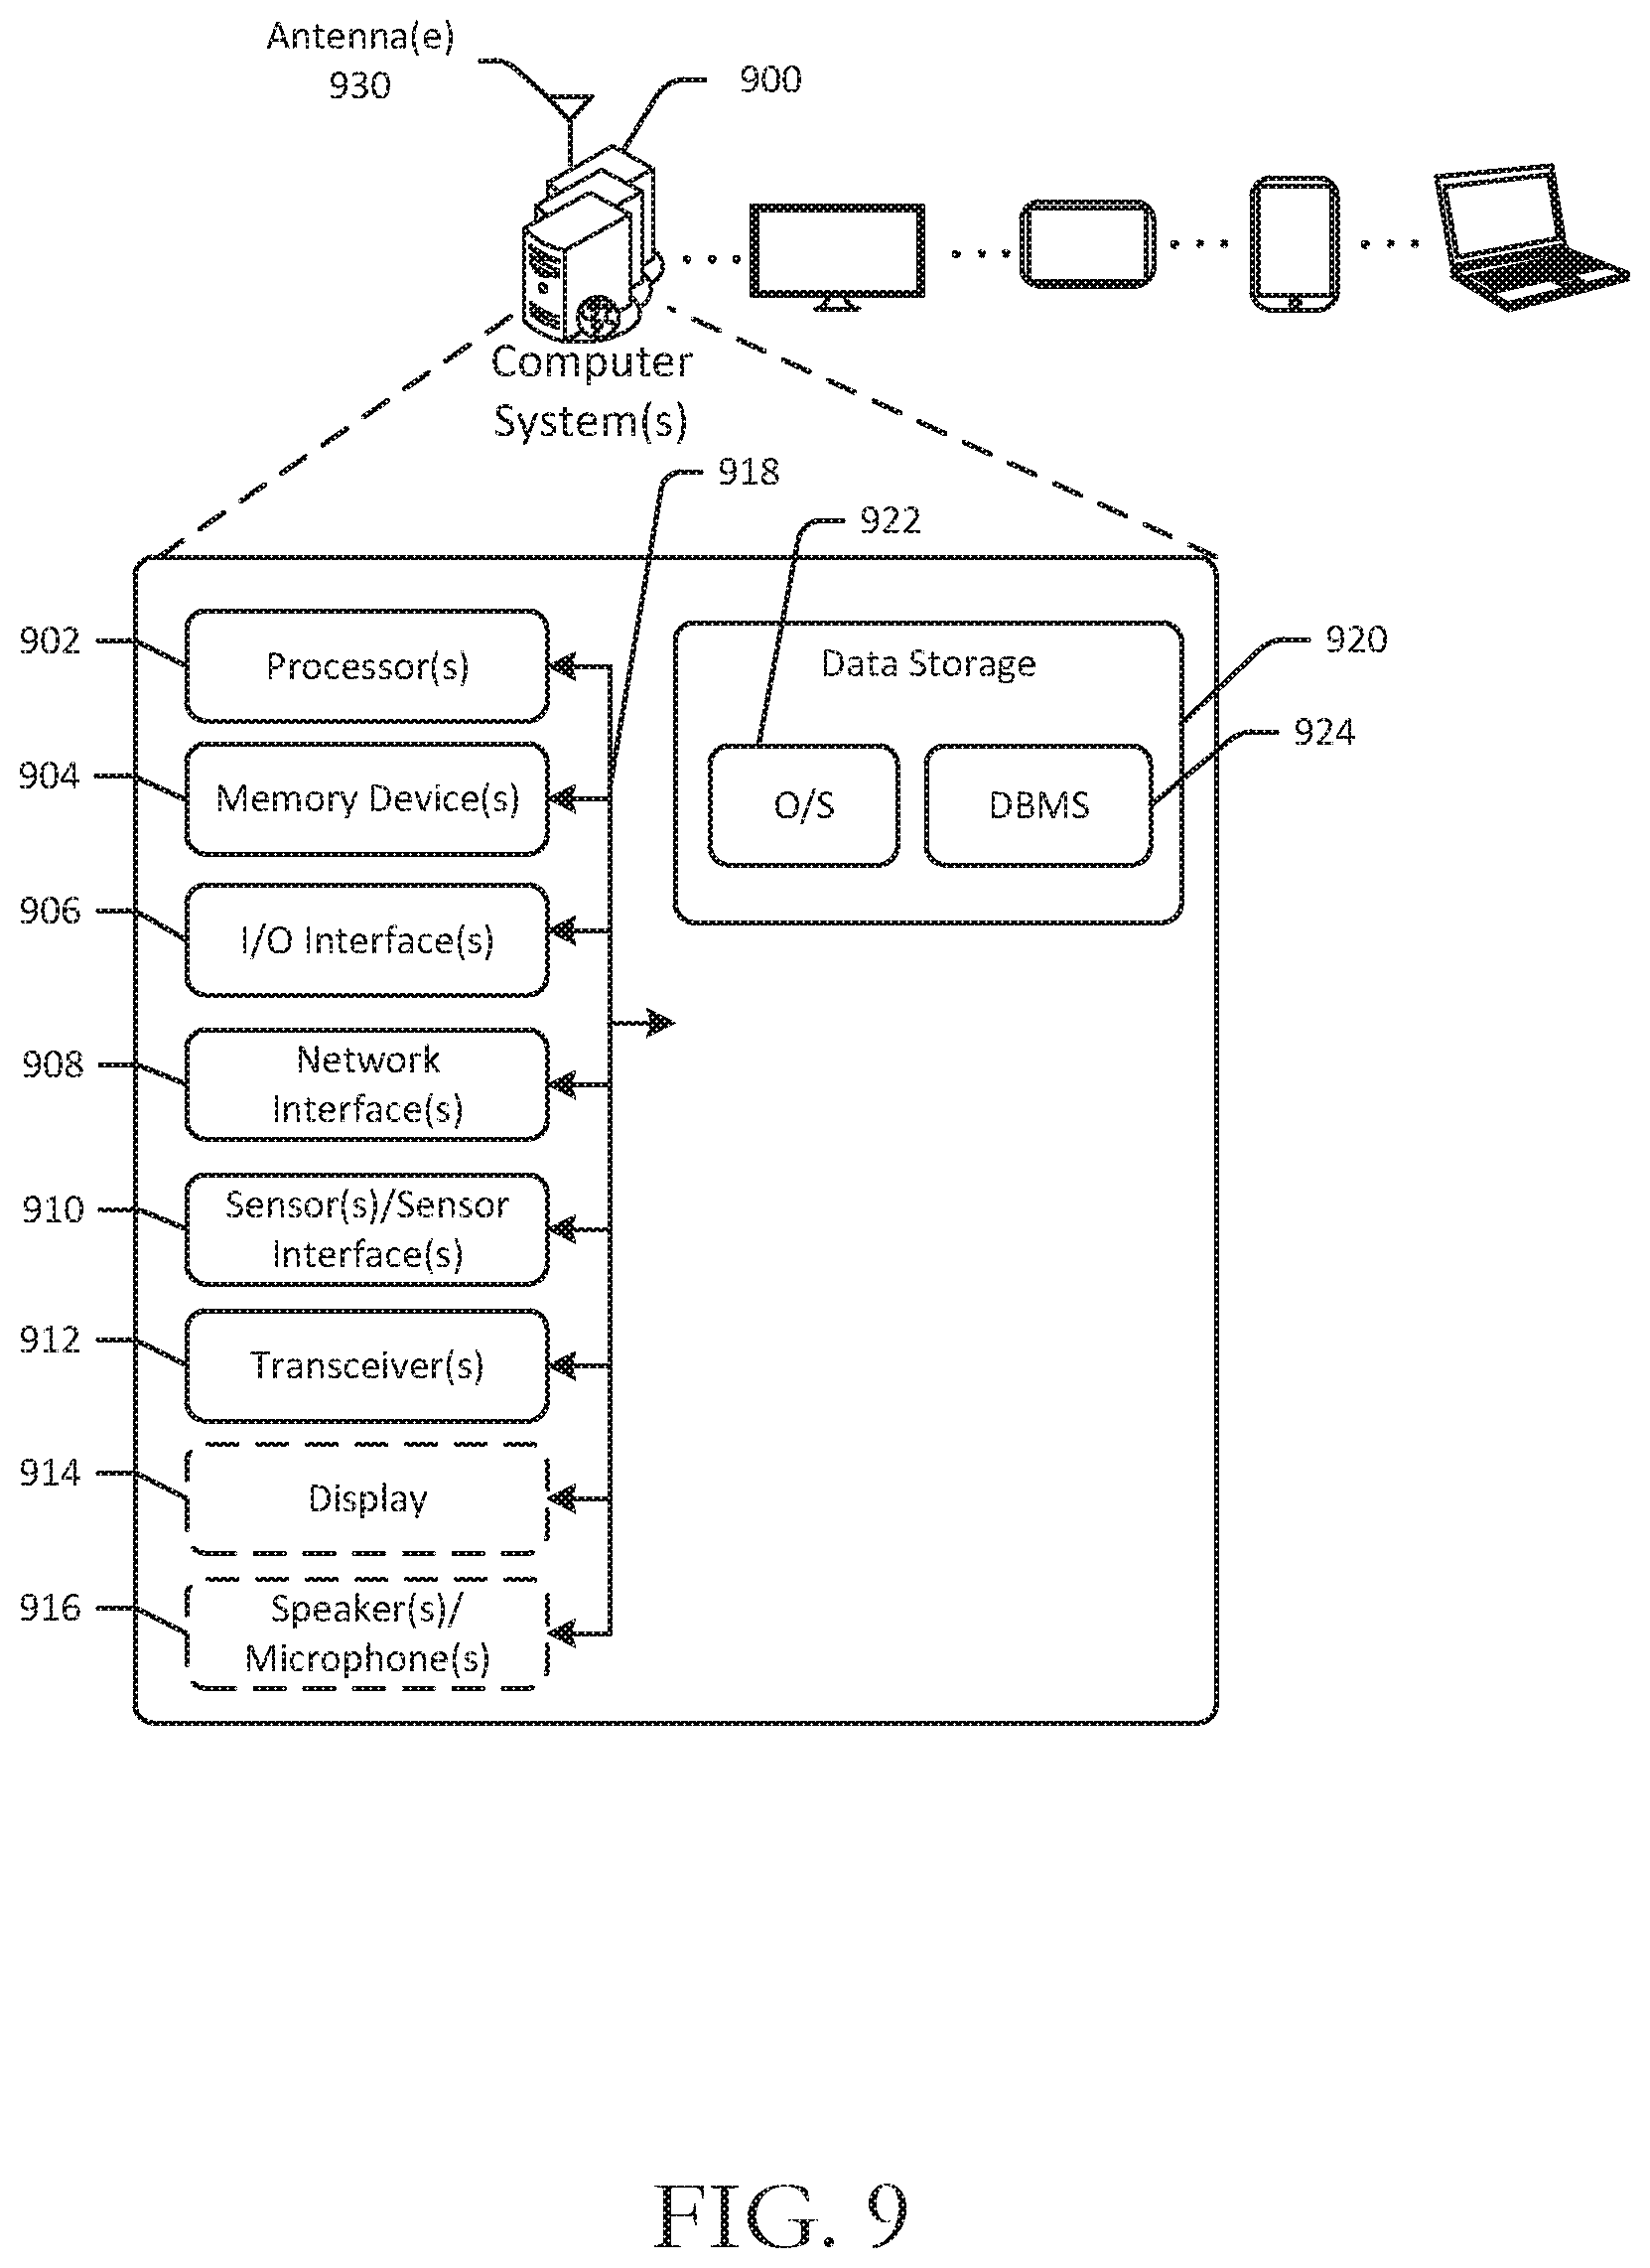 Antenna(e)
930
900
Computer
System(s)
918
922
902
Processor(s)
Data Storage
920
924
904
Memory Device(s)
O/S
DBMS
906
I/O Interface(s)
908
Network
Interface(s)
910
Sensor(s)/Sensor
Interface(s)
912
Transceiver(s)
914
Display
916
Speaker(s)/
Microphone(s)
FIG. 9